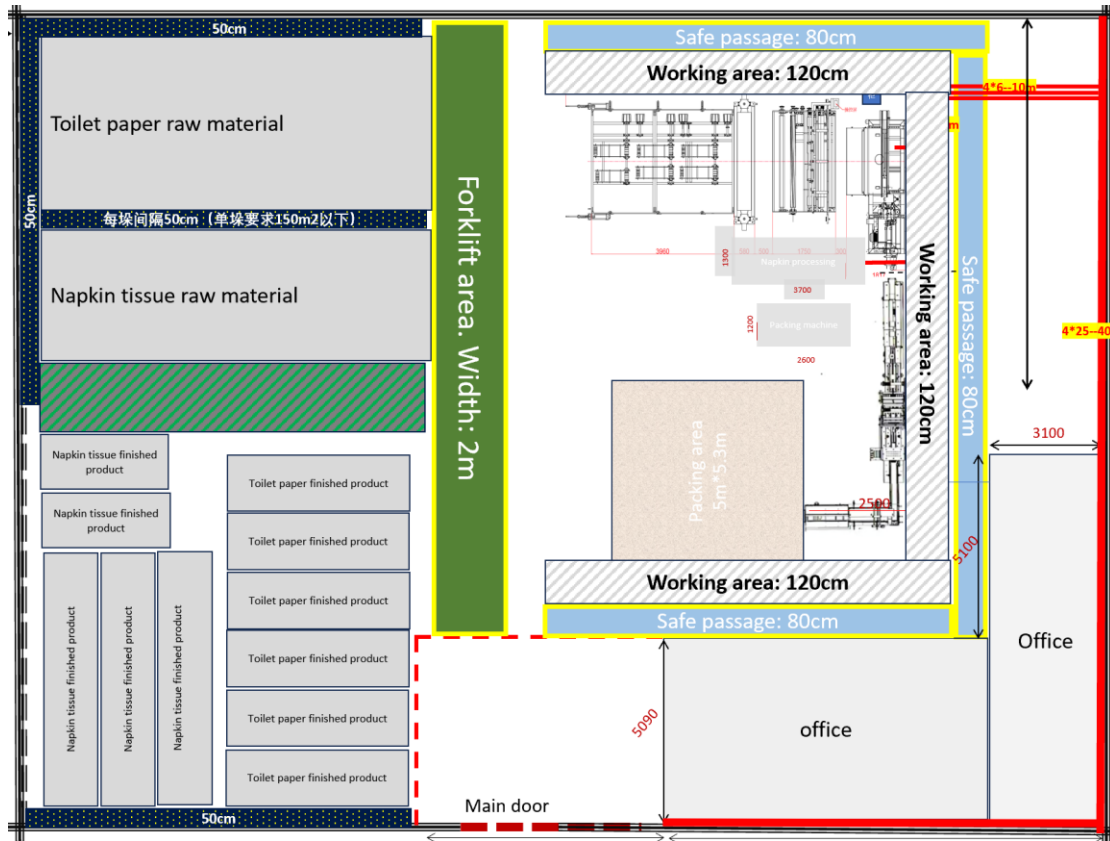 50cm
Safe passage: 80cm
Working area: 120cm
4*6--10m
Toilet paper raw material
50cm
每垛间隔50cm（单垛要求150m2以下）
Napkin tissue raw material
Forklift area. Width: 2m
3960
1300
Napkin processing
3700
1200
Packing machine
2600
Working area: 120cm
Safe passage: 80cm
4*25--40
3100
Packing area
5m*5.3m
2500
5100
Napkin tissue finished
product
Napkin tissue finished
product
Napkin tissue finished product
Napkin tissue finished product
Napkin tissue finished product
Toilet paper finished product
Toilet paper finished product
Toilet paper finished product
Toilet paper finished product
Toilet paper finished product
Toilet paper finished product
Working area: 120cm
Safe passage: 80cm
5090
office
Office
Main door
50cm